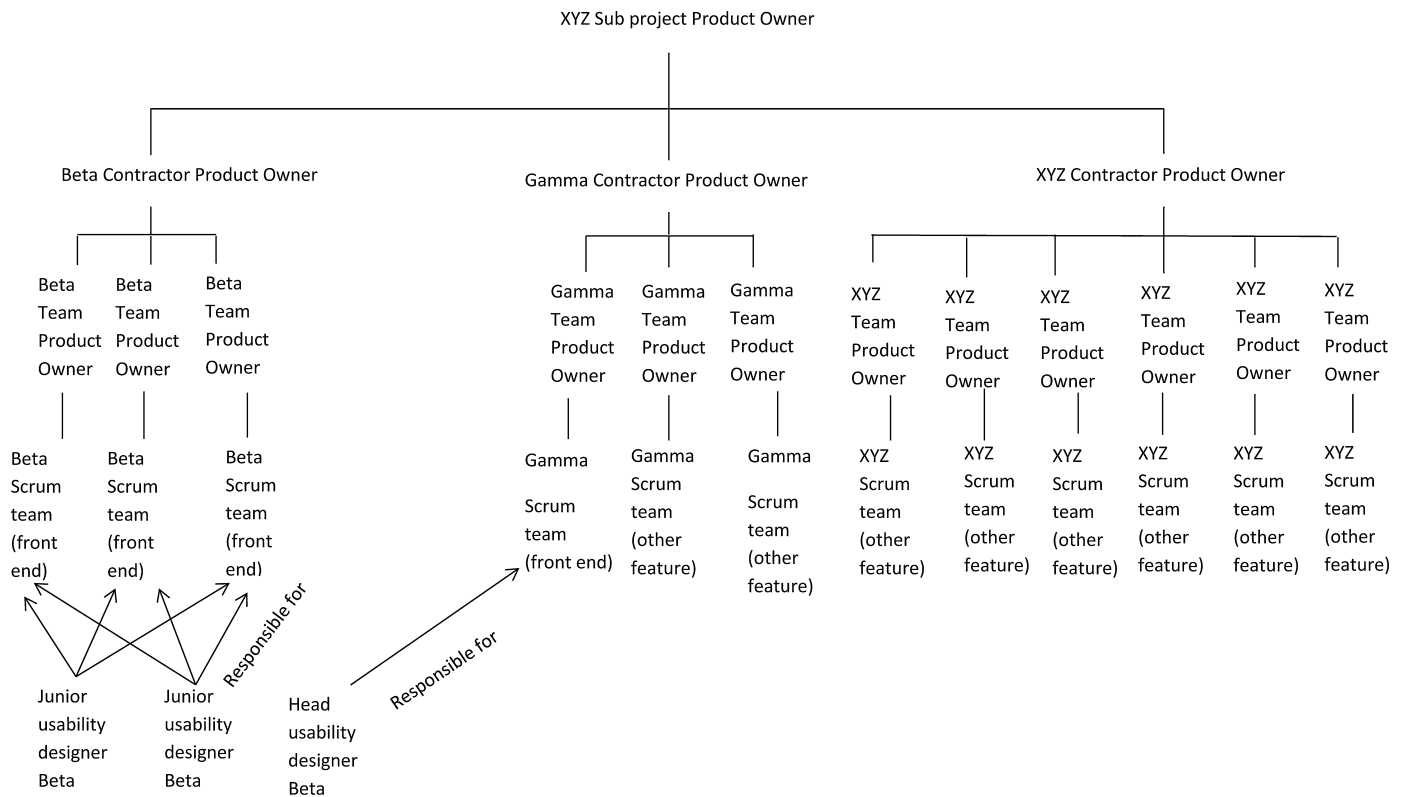 XYZ Sub project Product Owner
Beta Contractor Product Owner
Gamma Contractor Product Owner
XYZ Contractor Product Owner
Beta
Team
Product
Owner
Beta
Team
Product
Owner
Beta
Team
Product
Owner
Gamma
Team
Product
Owner
Gamma
Team
Product
Owner
Gamma
Team
Product
Owner
XYZ
Team
Product
Owner
XYZ
Team
Product
Owner
XYZ
Team
Product
Owner
XYZ
Team
Product
Owner
XYZ
Team
Product
Owner
XYZ
Team
Product
Owner
Beta
Scrum
team
(front
end)
Beta
Scrum
team
(front
end)
Beta
Scrum
team
(front
end)
Gamma
Scrum
team
(front end)
Gamma
Scrum
team
(other
feature)
Gamma
Scrum
team
(other
feature)
XYZ
Scrum
team
(other
feature)
XYZ
Scrum
team
(other
feature)
XYZ
Scrum
team
(other
feature)
XYZ
Scrum
team
(other
feature)
XYZ
Scrum
team
(other
feature)
XYZ
Scrum
team
(other
feature)
Responsible for
Responsible for
Junior
usability
designer
Beta
Junior
usability
designer
Beta
Head
usability
designer
Beta